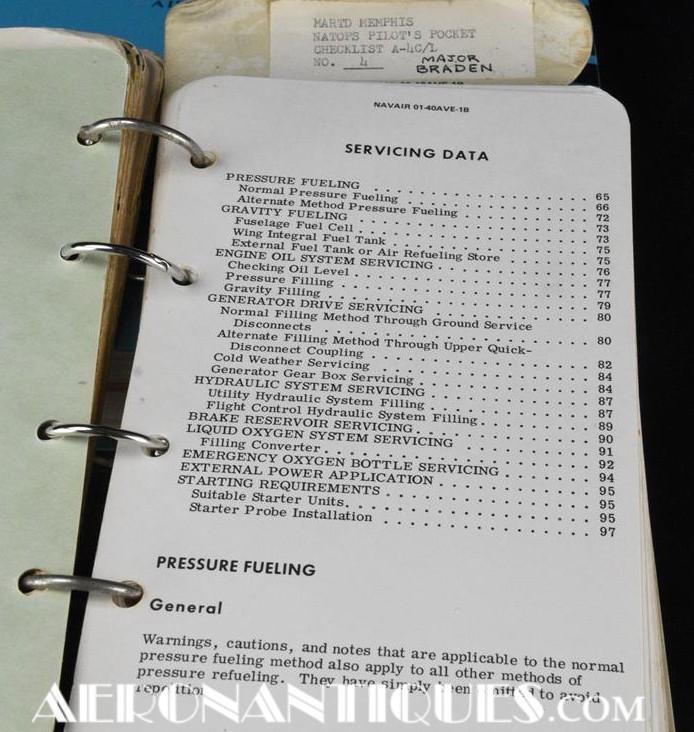 AI
MARTD MEMPHIS
NATOPS PILOT'S POCKET
CHECKLIST A-4C/L
NO. 4 MAJOR
BRADEN
NAVAIR 01-40AVE-1B
SERVICING DATA
PRESSURE FUELING . . . . . . . . . . . . . . . . 65
Normal Pressure Fueling . . . . . . . . . . . . . . . . 66
Alternate Method Pressure Fueling . . . . . . . . . . 72
GRAVITY FUELING . . . . . . . . . . . . . . . . 73
Fuselage Fuel Cell . . . . . . . . . . . . . . . . 73
Wing Integral Fuel Tank . . . . . . . . . . . . . . 75
External Fuel Tank or Air Refueling Store . . . . . . 75
ENGINE OIL SYSTEM SERVICING . . . . . . . . . . . . 76
Checking Oil Level . . . . . . . . . . . . . . . . 77
Pressure Filling . . . . . . . . . . . . . . . . 77
Gravity Filling . . . . . . . . . . . . . . . . 79
GENERATOR DRIVE SERVICING . . . . . . . . . . . . 80
Normal Filling Method Through Ground Service
Disconnects . . . . . . . . . . . . . . . . 80
Alternate Filling Method Through Upper Quick-
Disconnect Coupling . . . . . . . . . . . . . . 82
Cold Weather Servicing . . . . . . . . . . . . . . 84
Generator Gear Box Servicing . . . . . . . . . . . . 84
HYDRAULIC SYSTEM SERVICING . . . . . . . . . . . . 87
Utility Hydraulic System Filling . . . . . . . . . . 87
Flight Control Hydraulic System Filling . . . . . . . . 89
BRAKE RESERVOIR SERVICING . . . . . . . . . . . . 90
LIQUID OXYGEN SYSTEM SERVICING . . . . . . . . . . 91
Filling Converter . . . . . . . . . . . . . . . . 92
EMERGENCY OXYGEN BOTTLE SERVICING . . . . . . 94
EXTERNAL POWER APPLICATION . . . . . . . . . . 95
STARTING REQUIREMENTS . . . . . . . . . . . . . . 95
Suitable Starter Units . . . . . . . . . . . . . . . . 95
Starter Probe Installation . . . . . . . . . . . . . . 97
PRESSURE FUELING
General
Warnings, cautions, and notes that are applicable to the normal
pressure fueling method also apply to all other methods of
pressure refueling. They have simply been omitted to avoid
repetition
AERONANTIQUES.COM